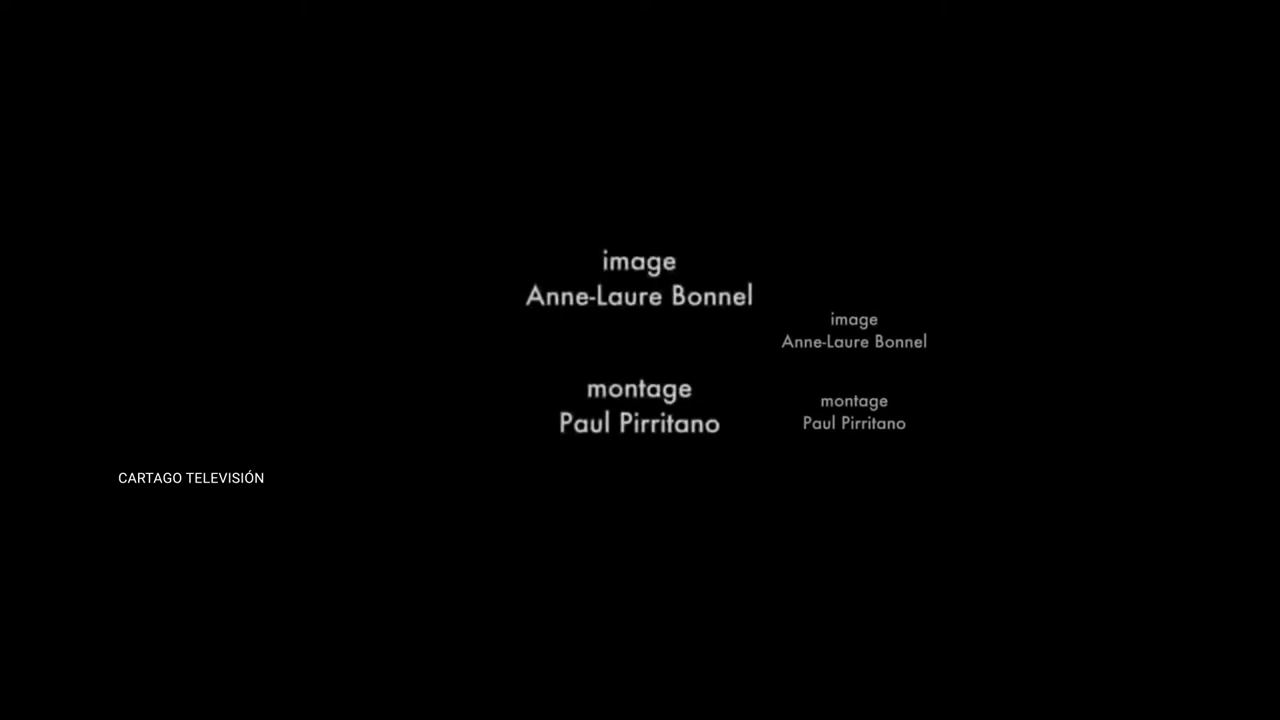 image
Anne-Laure Bonnel
image
Anne-Laure Bonnel
montage
Paul Pirritano
montage
Paul Pirritano
CARTAGO TELEVISIÓN